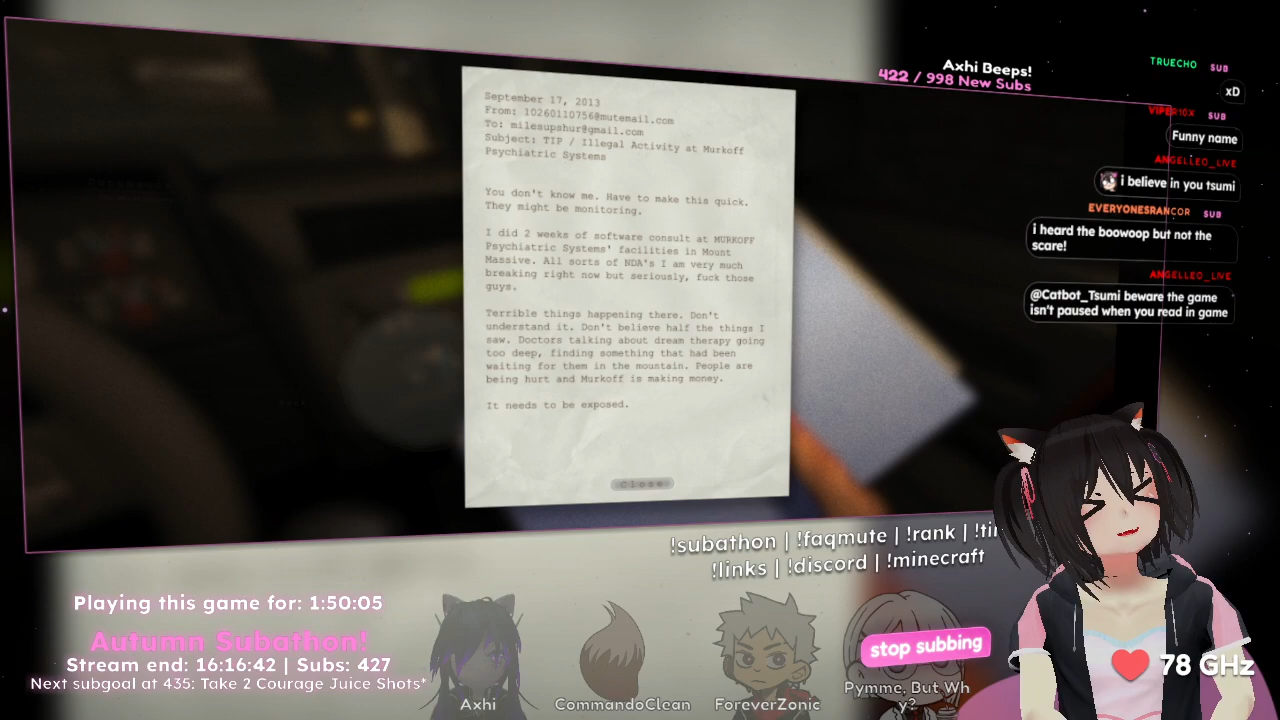 Axhi Beeps!
422 / 998 New Subs
TRUECHO SUB
xD
VIPER10X SUB
Funny name
ANGELLEO_LIVE
i believe in you tsumi
EVERYONESRANCOR SUB
i heard the boowoop but not the
scare!
ANGELLEO_LIVE
@Catbot_Tsumi beware the game
isn't paused when you read in game
September 17, 2013
From: 10260110756@mutemail.com
To: milesupshur@gmail.com
Subject: TIP / Illegal Activity at Murkoff
Psychiatric Systems
You don't know me. Have to make this quick.
They might be monitoring.
I did 2 weeks of software consult at MURKOFF
Psychiatric Systems' facilities in Mount
Massive. All sorts of NDA's I am very much
breaking right now but seriously, fuck those
guys.
Terrible things happening there. Don't
understand it. Don't believe half the things I
saw. Doctors talking about dream therapy going
too deep, finding something that had been
waiting for them in the mountain. People are
being hurt and Murkoff is making money.
It needs to be exposed.
Close
!subathon | !faqmute | !rank | !tim
!links | !discord | !minecraft
Playing this game for: 1:50:05
Autumn Subathon!
Stream end: 16:16:42 | Subs: 427
Next subgoal at 435: Take 2 Courage Juice Shots*
Axhi
CommandoClean
ForeverZonic
Pymme, But Wh
y?
stop subbing
78 GHz